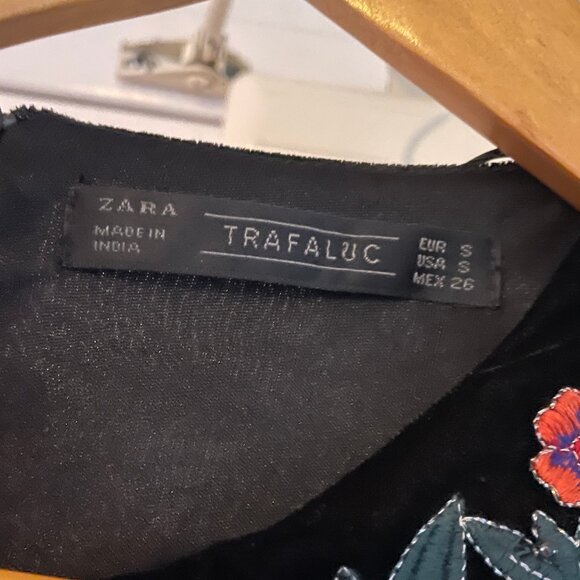 ZARA
MADE IN
INDIA
TRAFALUC
EUR S
USA S
MEX 26